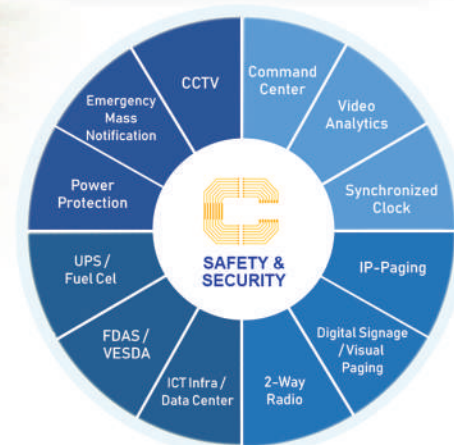 CCTV
Command
Center
Video
Analytics
Synchronized
Clock
IP-Paging
Digital Signage
/ Visual
Paging
2-Way
Radio
ICT Infra /
Data Center
FDAS /
VESDA
UPS /
Fuel Cel
Power
Protection
Emergency
Mass
Notification
SAFETY &
SECURITY